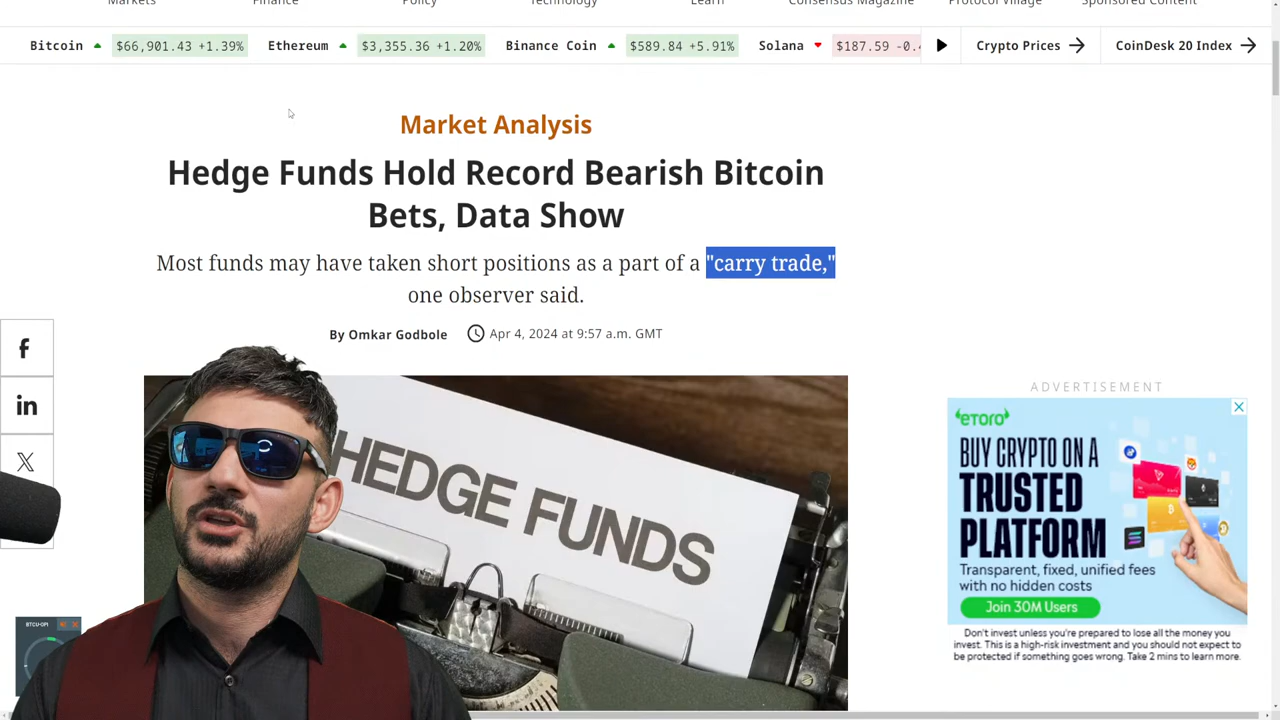 Markets Finance Policy Technology Learn Consensus Magazine Protocol Village Sponsored Content
Bitcoin $66,901.43 +1.39% Ethereum $3,355.36 +1.20% Binance Coin $589.84 +5.91% Solana $187.59 Crypto Prices CoinDesk 20 Index
Market Analysis
Hedge Funds Hold Record Bearish Bitcoin
Bets, Data Show
Most funds may have taken short positions as a part of a "carry trade,"
one observer said.
By Omkar Godbole Apr 4, 2024 at 9:57 a.m. GMT
f
in
X
HEDGE FUNDS
BTCU-OPI
ADVERTISEMENT
eToro
BUY CRYPTO ON A
TRUSTED
PLATFORM
Transparent, fixed, unified fees
with no hidden costs
Join 30M Users
Don't invest unless you're prepared to lose all the money you
invest. This is a high-risk investment and you should not expect to
be protected if something goes wrong. Take 2 mins to learn more.